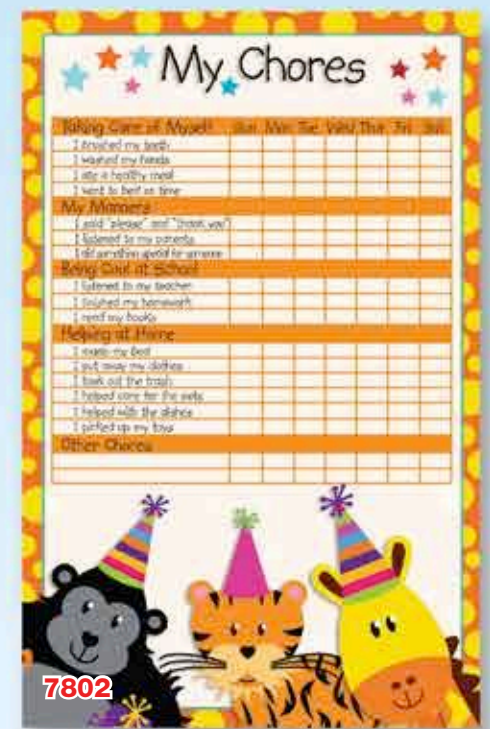 My Chores
Taking Care of Myself Sun Mon Tue Wed Thur Fri Sat
I brushed my teeth
I washed my hands
I ate a healthy meal
I went to bed on time
My Manners
I said "please" and "thank you"
I listened to my parents
I did something special for someone
Being Cool at School
I listened to my teacher
I finished my homework
I read my books
Helping at Home
I made my bed
I put away my clothes
I took out the trash
I helped care for the pets
I helped with the dishes
I picked up my toys
Other Chores
7802